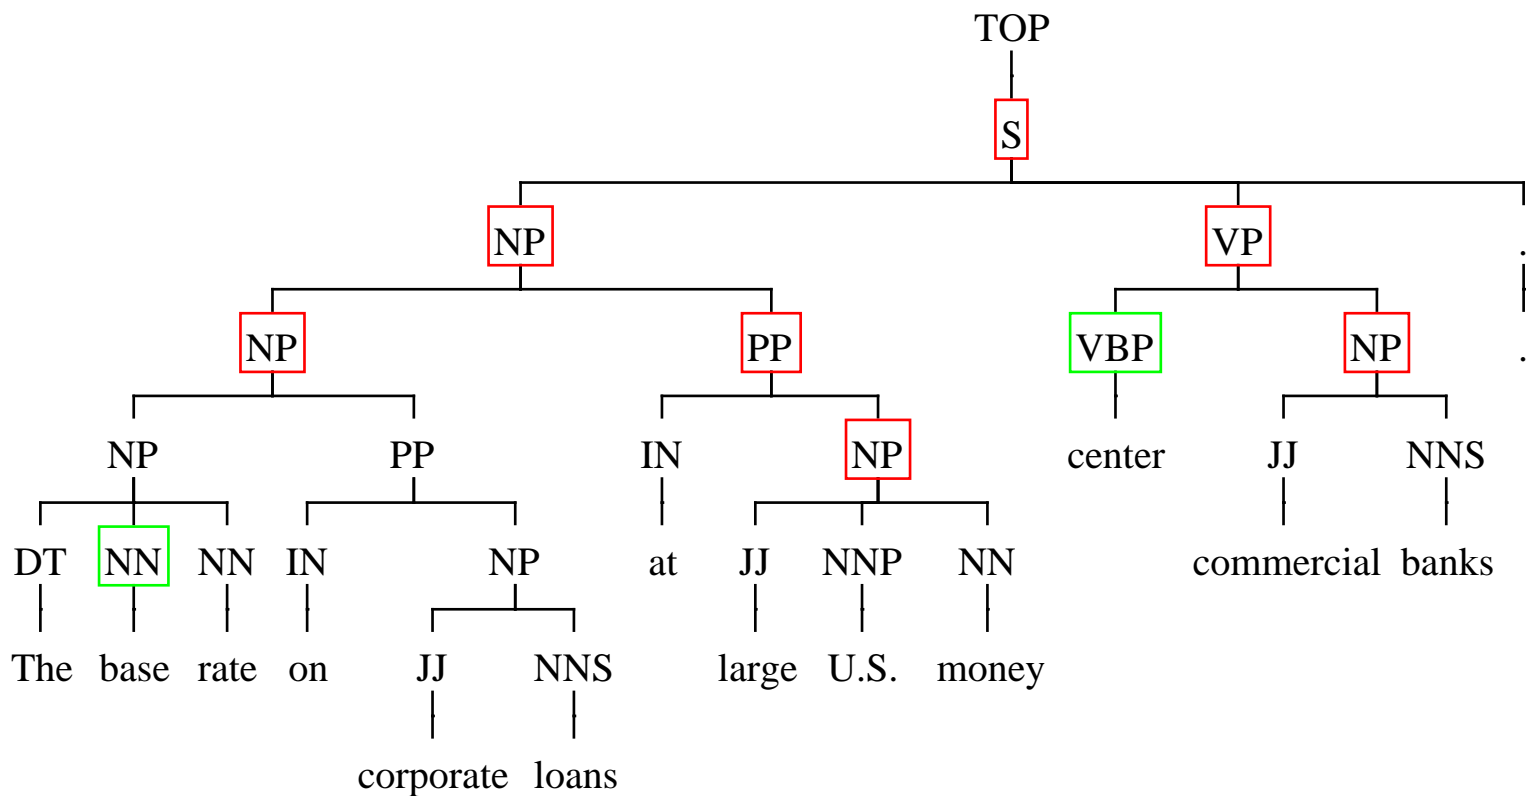 TOP
S
NP VP .
NP PP VBP NP .
NP PP IN NP center JJ NNS
DT NN NN IN NP at JJ NNP NN commercial banks
The base rate on JJ NNS large U.S. money
corporate loans